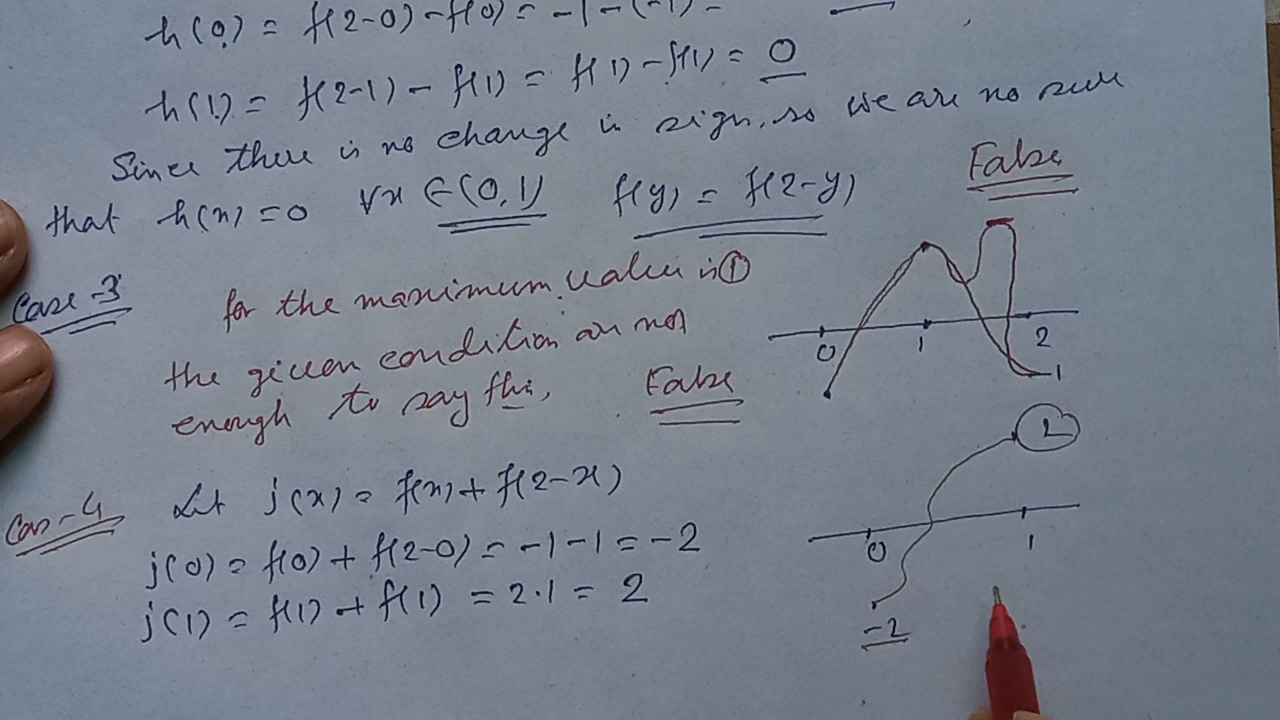 h(0) = f(2-0) - f(0) = -1-(-1) =
h(1) = f(2-1) - f(1) = f(1) - f(1) = 0
Since there is no change in sign, so we are no sure
that h(x) = 0 ∀x ∈ (0,1) f(y) = f(2-y) False
Case-3 for the maximum value is 1
the given condition are not
enough to say this, False
0 1 2
-1
Cas-4 Let j(x) = f(x) + f(2-x)
j(0) = f(0) + f(2-0) = -1-1 = -2
j(1) = f(1) + f(1) = 2·1 = 2
2
0 1
-2